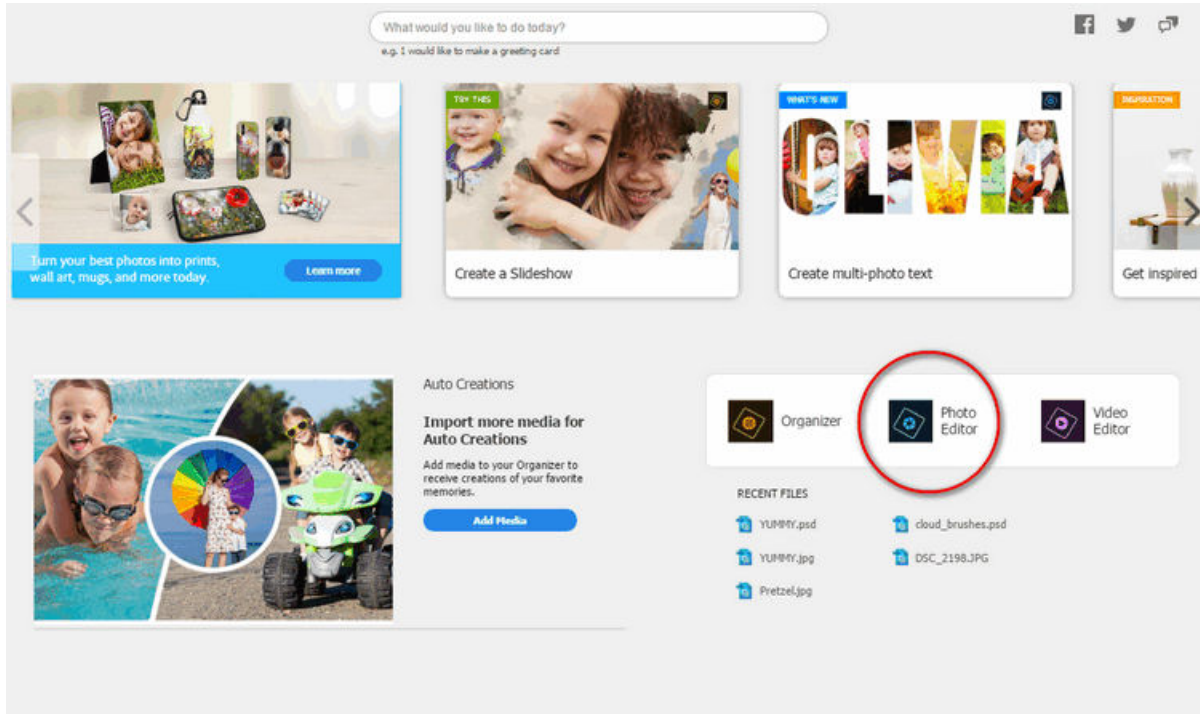 What would you like to do today?
e.g. I would like to make a greeting card
TRY THIS
WHAT'S NEW
INSPIRATION
OLIVIA
Turn your best photos into prints,
wall art, mugs, and more today.
Learn more
Create a Slideshow
Create multi-photo text
Get inspired
Auto Creations
Import more media for
Auto Creations
Add media to your Organizer to
receive creations of your favorite
memories.
Add Media
Organizer
Photo
Editor
Video
Editor
RECENT FILES
YUMMY.psd
cloud_brushes.psd
YUMMY.jpg
DSC_2198.JPG
Pretzel.jpg